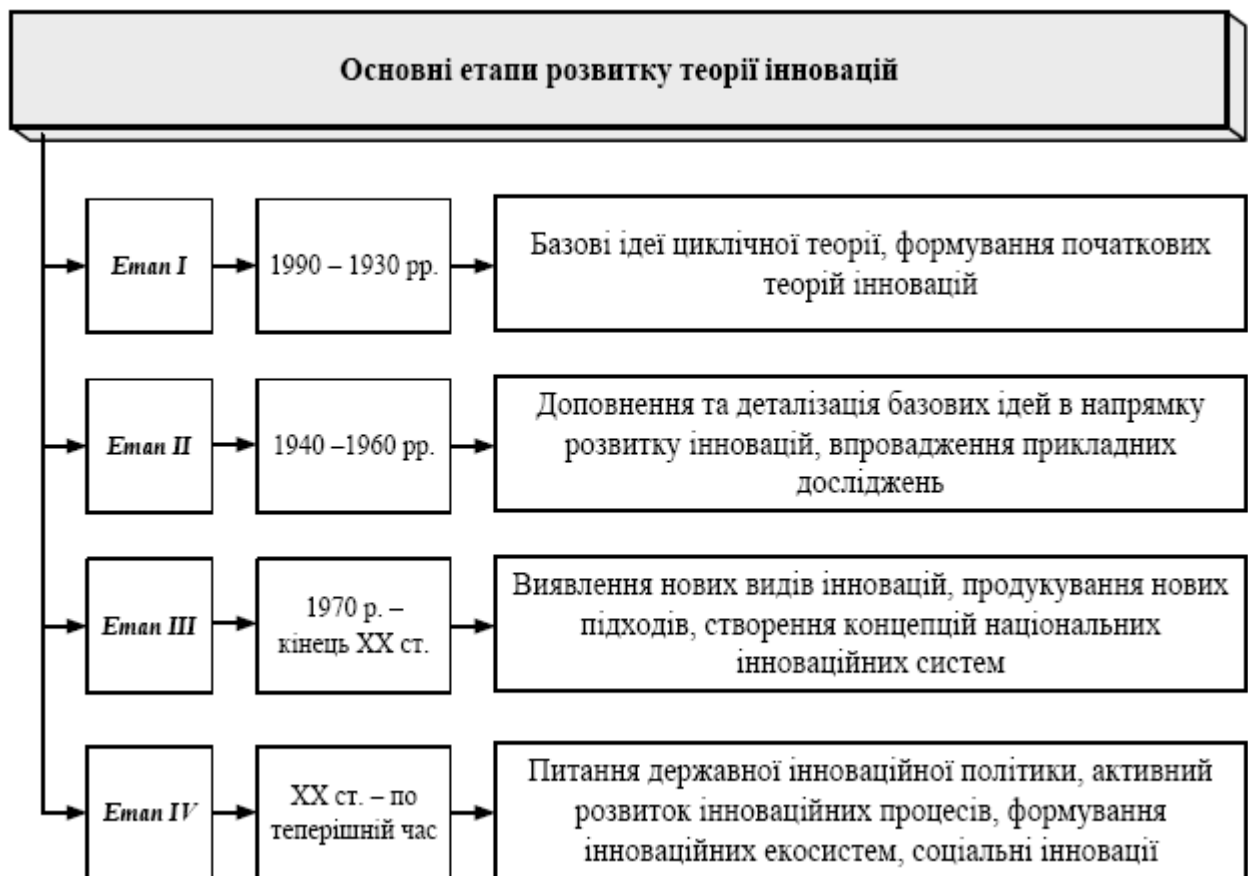 Основні етапи розвитку теорії інновацій
Етап I
1990 – 1930 рр.
Базові ідеї циклічної теорії, формування початкових
теорій інновацій
Етап II
1940 –1960 рр.
Доповнення та деталізація базових ідей в напрямку
розвитку інновацій, впровадження прикладних
досліджень
Етап III
1970 р. –
кінець XX ст.
Виявлення нових видів інновацій, продукування нових
підходів, створення концепцій національних
інноваційних систем
Етап IV
XX ст. – по
теперішній час
Питання державної інноваційної політики, активний
розвиток інноваційних процесів, формування
інноваційних екосистем, соціальні інновації